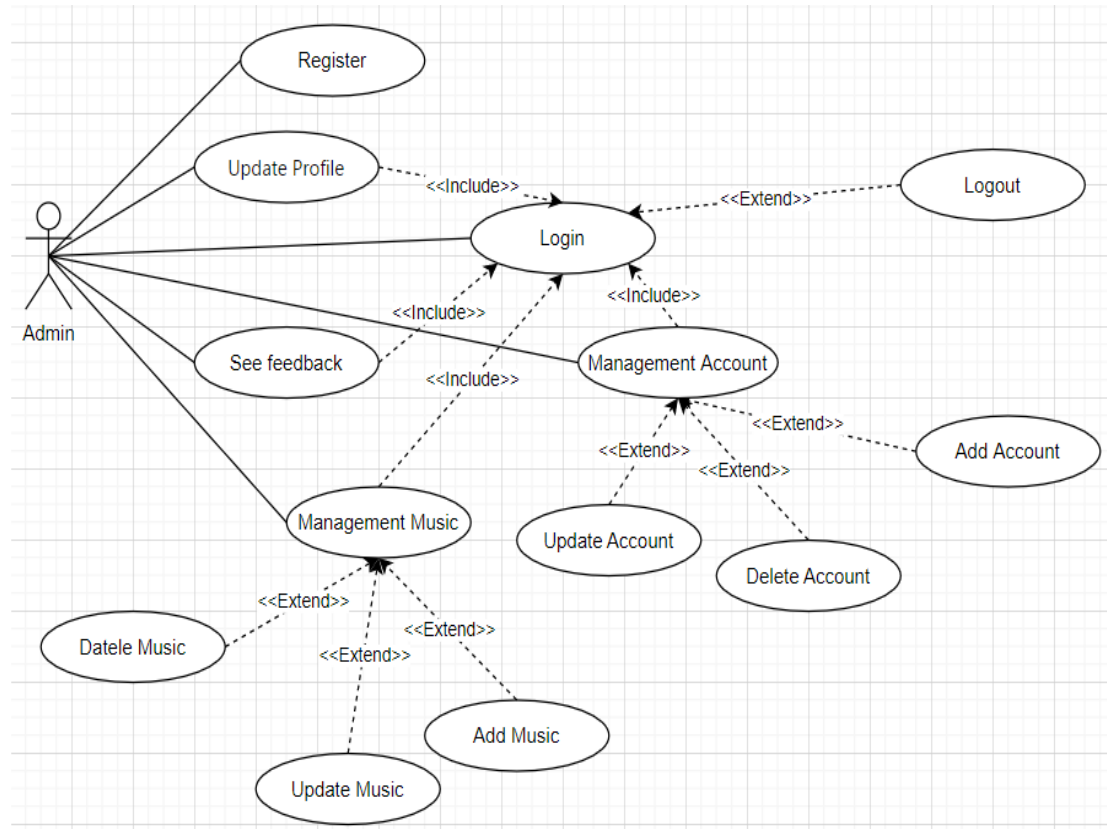 Register
Update Profile
<<Include>>
Logout
<<Extend>>
Login
<<Include>>
<<Include>>
Admin
See feedback
Management Account
<<Include>>
<<Extend>>
Add Account
<<Extend>>
<<Extend>>
Management Music
Update Account
Delete Account
<<Extend>>
<<Extend>>
Datele Music
<<Extend>>
Add Music
Update Music